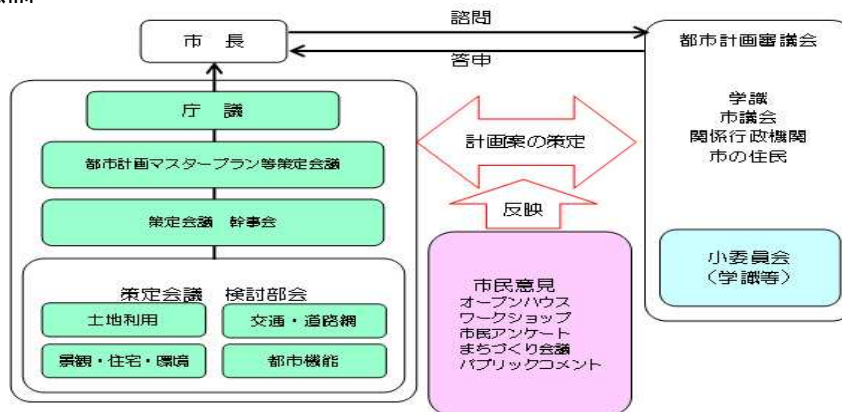 諮問
市　長
答申
都市計画審議会
学識
市議会
関係行政機関
市の住民
小委員会
（学識等）
庁　議
都市計画マスタープラン等策定会議
策定会議　幹事会
策定会議　検討部会
土地利用
交通・道路網
景観・住宅・環境
都市機能
計画案の策定
反映
市民意見
オープンハウス
ワークショップ
市民アンケート
まちづくり会議
パブリックコメント